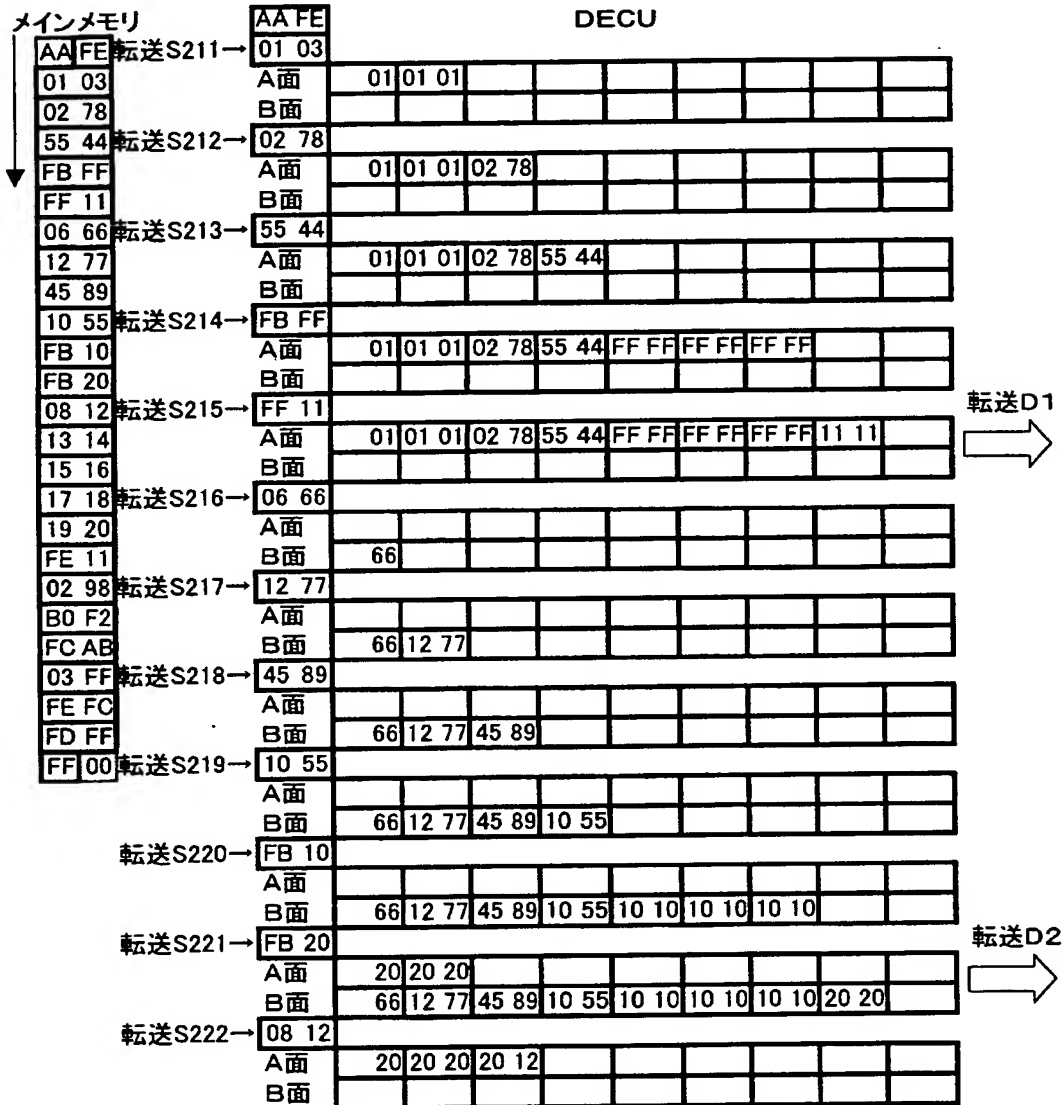 メインメモリ
AA FE
01 03
02 78
55 44
FB FF
FF 11
06 66
12 77
45 89
10 55
FB 10
FB 20
08 12
13 14
15 16
17 18
19 20
FE 11
02 98
B0 F2
FC AB
03 FF
FE FC
FD FF
FF 00
DECU
AA FE
転送S211→ 01 03
A面 01 01 01
B面
転送S212→ 02 78
A面 01 01 01 02 78
B面
転送S213→ 55 44
A面 01 01 01 02 78 55 44
B面
転送S214→ FB FF
A面 01 01 01 02 78 55 44 FF FF FF FF FF FF
B面
転送S215→ FF 11
A面 01 01 01 02 78 55 44 FF FF FF FF FF FF 11 11
B面
転送D1
転送S216→ 06 66
A面
B面 66
転送S217→ 12 77
A面
B面 66 12 77
転送S218→ 45 89
A面
B面 66 12 77 45 89
転送S219→ 10 55
A面
B面 66 12 77 45 89 10 55
転送S220→ FB 10
A面
B面 66 12 77 45 89 10 55 10 10 10 10 10 10
転送S221→ FB 20
A面 20 20 20
B面 66 12 77 45 89 10 55 10 10 10 10 10 10 20 20
転送D2
転送S222→ 08 12
A面 20 20 20 20 12
B面